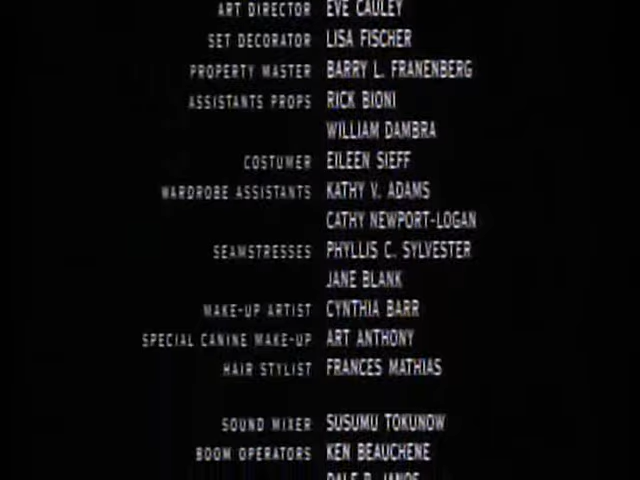 ART DIRECTOR EVE CAULEY
SET DECORATOR LISA FISCHER
PROPERTY MASTER BARRY L. FRANENBERG
ASSISTANTS PROPS RICK BIONI
WILLIAM DAMBRA
COSTUMER EILEEN SIEFF
WARDROBE ASSISTANTS KATHY V. ADAMS
CATHY NEWPORT-LOGAN
SEAMSTRESSES PHYLLIS C. SYLVESTER
JANE BLANK
MAKE-UP ARTIST CYNTHIA BARR
SPECIAL CANINE MAKE-UP ART ANTHONY
HAIR STYLIST FRANCES MATHIAS
SOUND MIXER SUSUMU TOKUNOW
BOOM OPERATORS KEN BEAUCHENE